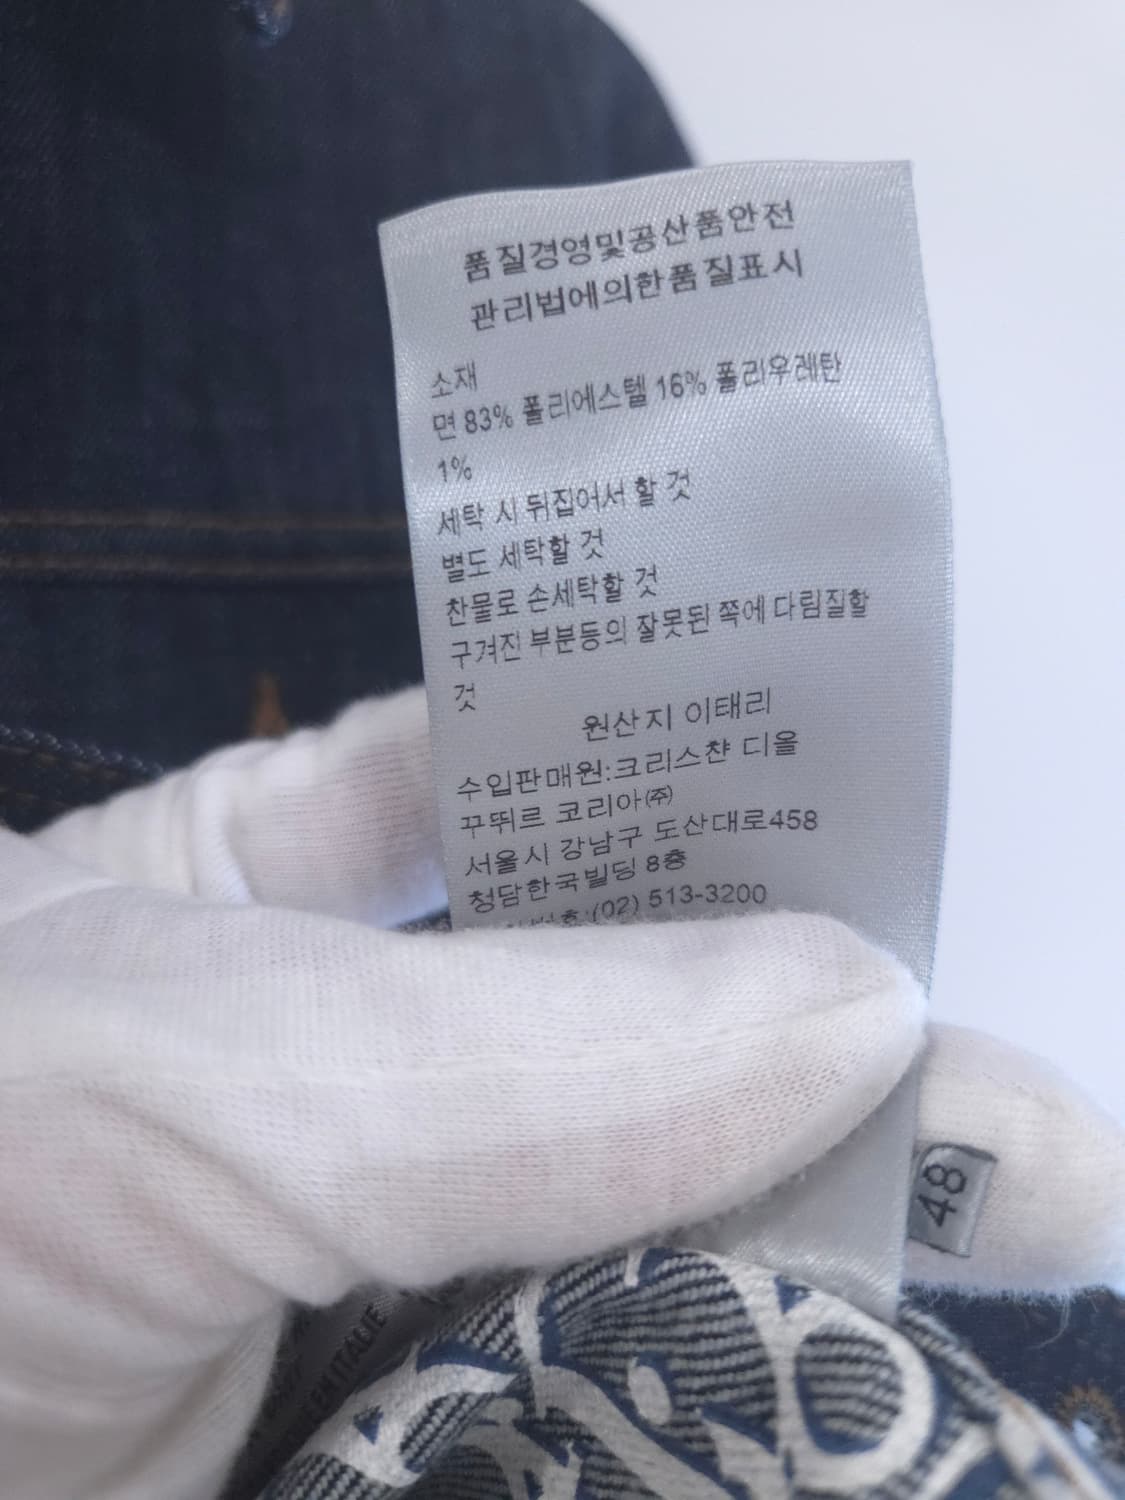 품질경영및공산품안전
관리법에의한품질표시
소재
면 83% 폴리에스텔 16% 폴리우레탄
1%
세탁 시 뒤집어서 할 것
별도 세탁할 것
찬물로 손세탁할 것
구겨진 부분등의 잘못된 쪽에 다림질할
것
원산지 이태리
수입판매원:크리스챤 디올
꾸뛰르 코리아㈜
서울시 강남구 도산대로458
청담한국빌딩 8층
(02) 513-3200
48
EN ITALIE